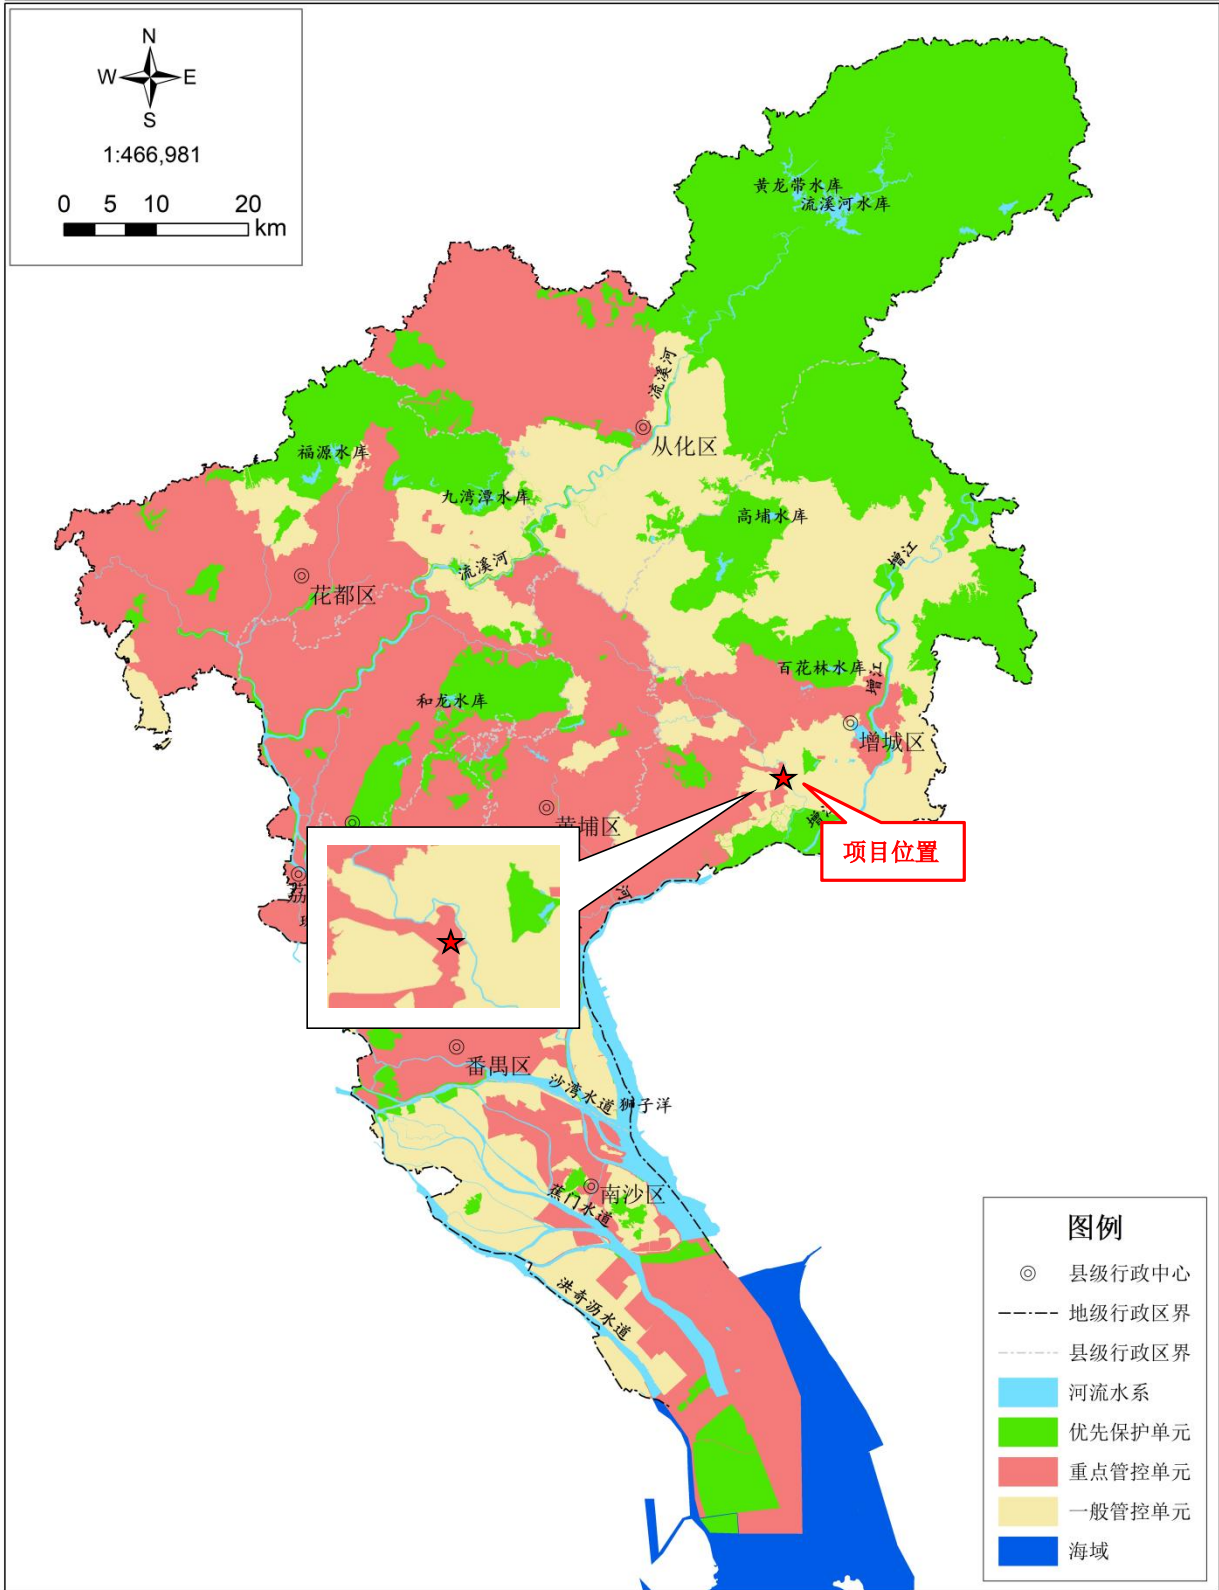 N
W E
S
1:466,981
0 5 10 20
km
黄龙带水库
流溪河水库
流溪河
从化区
福源水库
九湾潭水库
高埔水库
流溪河
增江
花都区
百花林水库
增江
和龙水库
增城区
黄埔区
增江
项目位置
荔
河
番禺区
沙湾水道
狮子洋
南沙区
蕉门水道
洪奇沥水道
图例
县级行政中心
地级行政区界
县级行政区界
河流水系
优先保护单元
重点管控单元
一般管控单元
海域